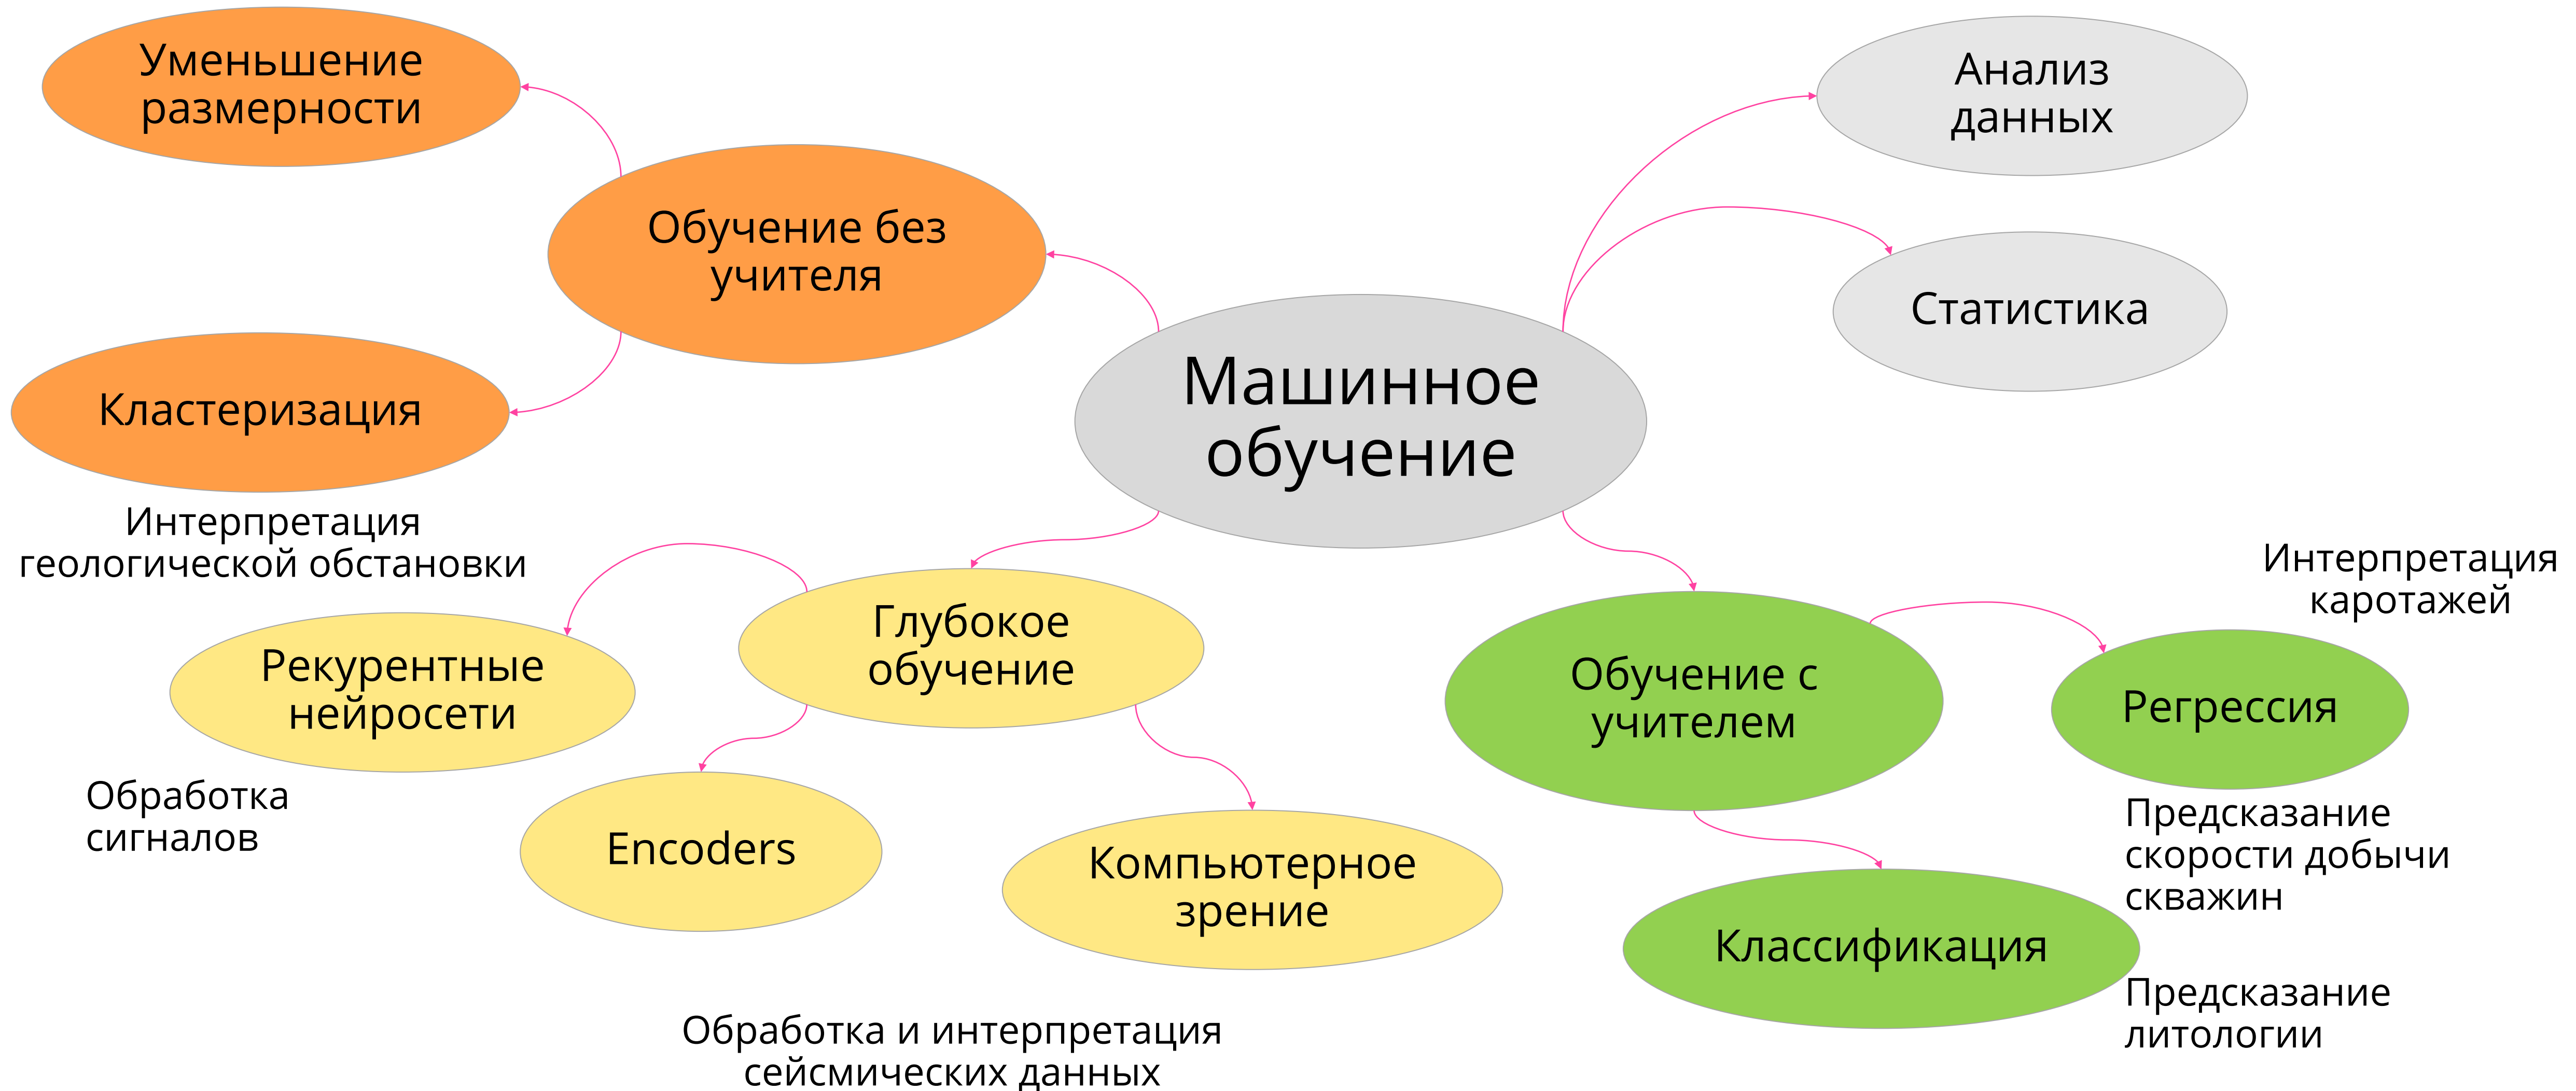 Уменьшение
размерности
Анализ
данных
Обучение без
учителя
Статистика
Кластеризация
Машинное
обучение
Интерпретация
геологической обстановки
Интерпретация
каротажей
Глубокое
обучение
Рекурентные
нейросети
Обучение с
учителем
Регрессия
Обработка
сигналов
Encoders
Компьютерное
зрение
Предсказание
скорости добычи
скважин
Классификация
Предсказание
литологии
Обработка и интерпретация
сейсмических данных